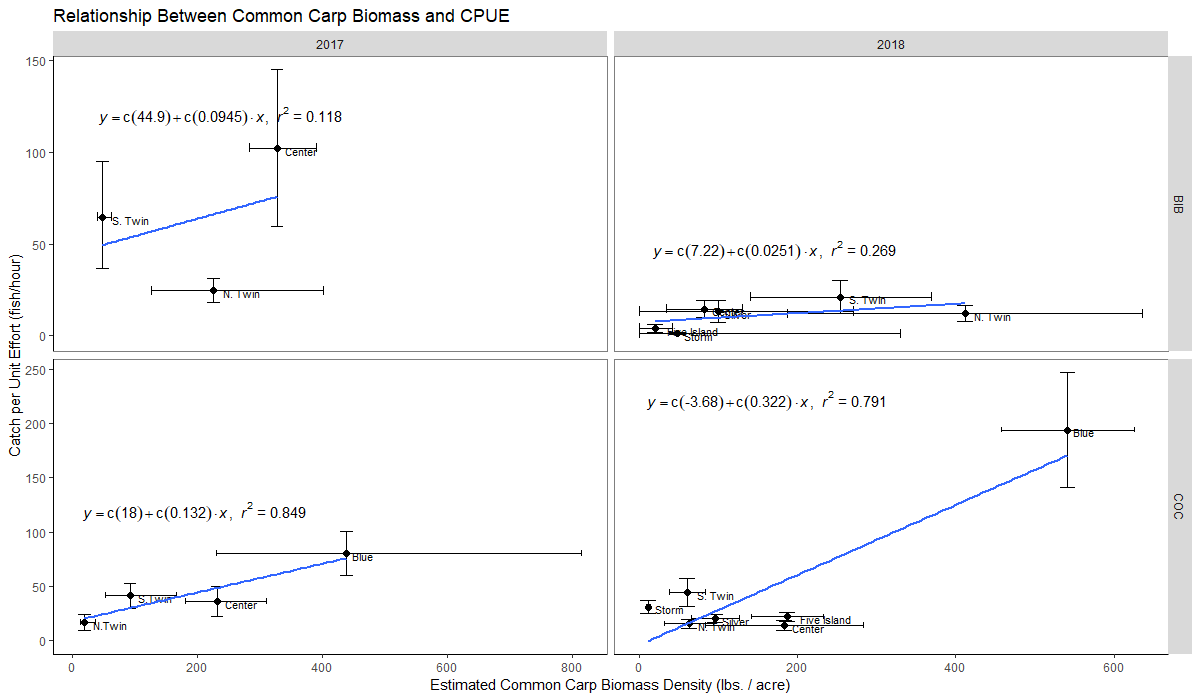 Relationship Between Common Carp Biomass and CPUE
2017
2018
Catch per Unit Effort (fish/hour)
150
100
50
0
y = c(44.9) + c(0.0945) · x, r² = 0.118
Center
S. Twin
N. Twin
y = c(7.22) + c(0.0251) · x, r² = 0.269
S. Twin
Center
Silver
N. Twin
Five Island
Storm
BIB
250
200
150
100
50
0
y = c(18) + c(0.132) · x, r² = 0.849
Blue
S. Twin
Center
N.Twin
y = c(-3.68) + c(0.322) · x, r² = 0.791
Blue
S. Twin
Storm
Silver
Five Island
N. Twin
Center
COC
0 200 400 600 800
0 200 400 600
Estimated Common Carp Biomass Density (lbs. / acre)